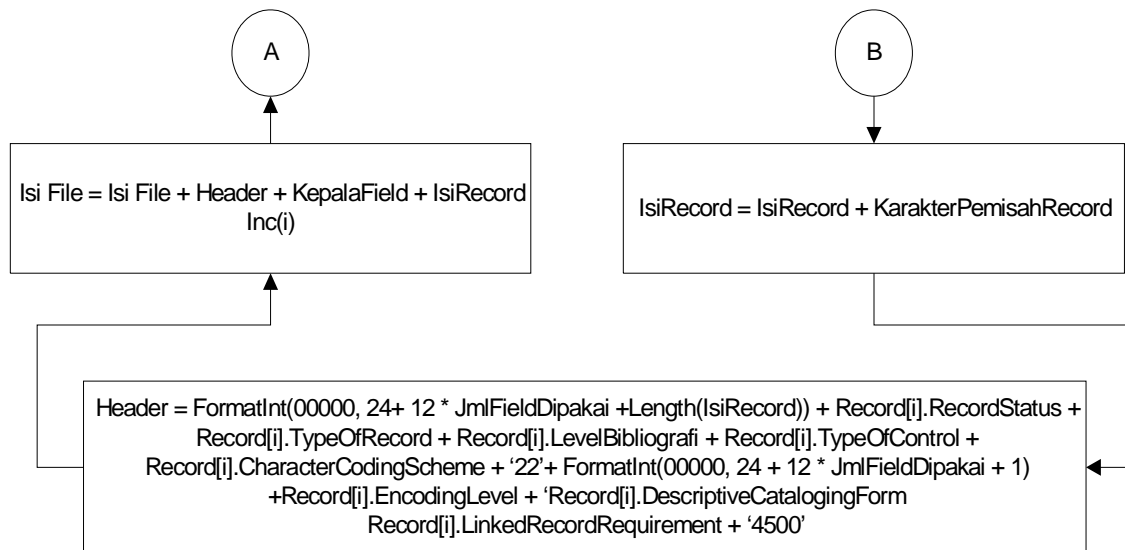 A
B
Isi File = Isi File + Header + KepalaField + IsiRecord
Inc(i)
IsiRecord = IsiRecord + KarakterPemisahRecord
Header = FormatInt(00000, 24+ 12 * JmlFieldDipakai +Length(IsiRecord)) + Record[i].RecordStatus +
Record[i].TypeOfRecord + Record[i].LevelBibliografi + Record[i].TypeOfControl +
Record[i].CharacterCodingScheme + ‘22’+ FormatInt(00000, 24 + 12 * JmlFieldDipakai + 1)
+Record[i].EncodingLevel + ‘Record[i].DescriptiveCatalogingForm
Record[i].LinkedRecordRequirement + ‘4500’